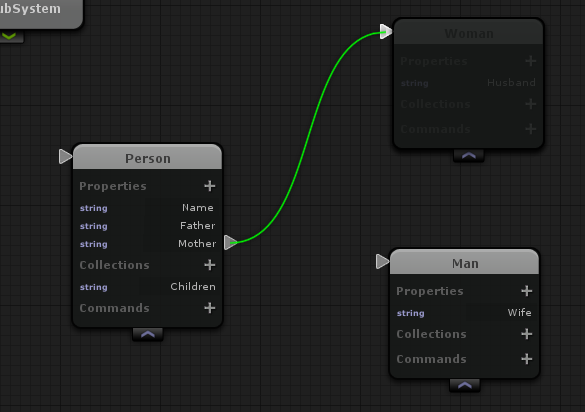 ubSystem
Woman
Properties +
string Husband
Collections +
Commands +
Person
Properties +
string Name
string Father
string Mother
Collections +
string Children
Commands +
Man
Properties +
string Wife
Collections +
Commands +